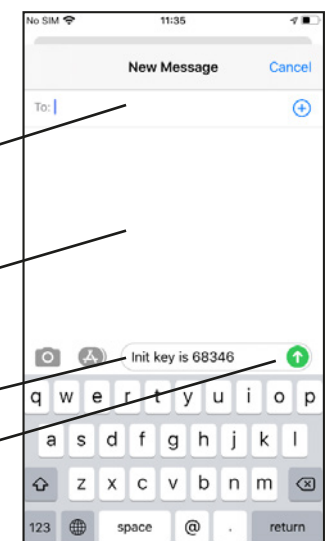 No SIM 11:35
New Message Cancel
To:
Init key is 68346
q w e r t y u i o p
a s d f g h j k l
z x c v b n m
123 space @ . return